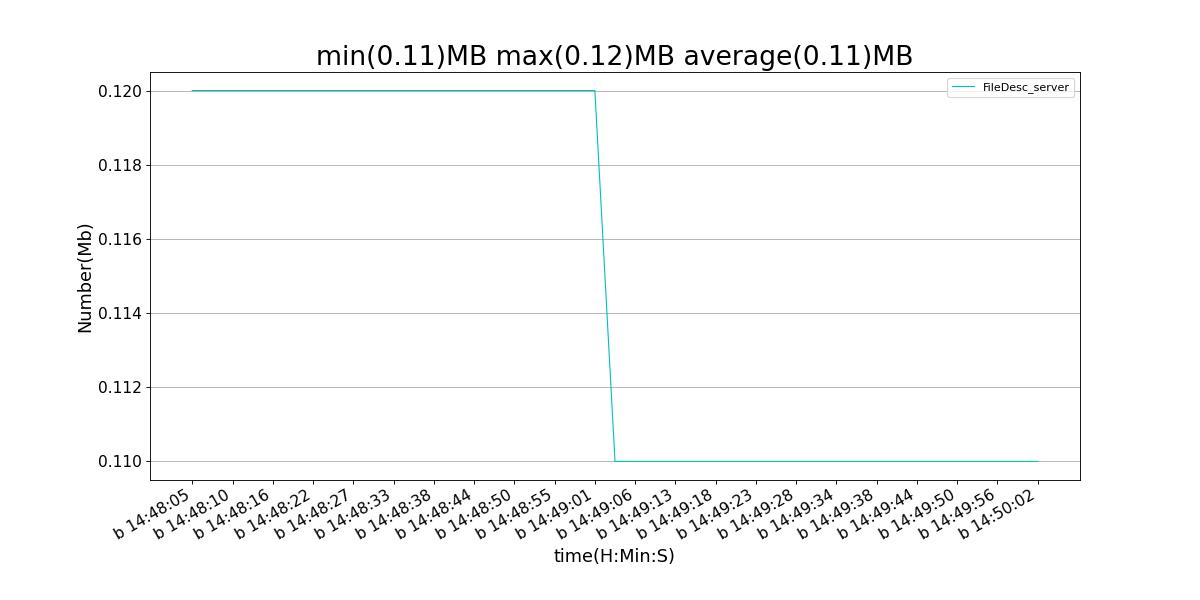 min(0.11)MB max(0.12)MB average(0.11)MB
FileDesc_server
0.120
0.118
0.116
0.114
0.112
0.110
Number(Mb)
b 14:48:05
b 14:48:10
b 14:48:16
b 14:48:22
b 14:48:27
b 14:48:33
b 14:48:38
b 14:48:44
b 14:48:50
b 14:48:55
b 14:49:01
b 14:49:06
b 14:49:13
b 14:49:18
b 14:49:23
b 14:49:28
b 14:49:34
b 14:49:38
b 14:49:44
b 14:49:50
b 14:49:56
b 14:50:02
time(H:Min:S)